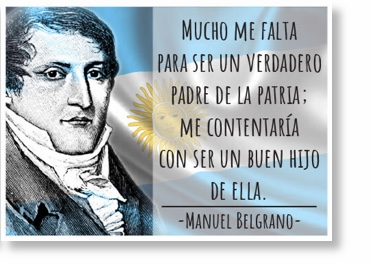 Mucho me falta
para ser un verdadero
padre de la patria;
me contentaría
con ser un buen hijo
de ella.
-Manuel Belgrano-